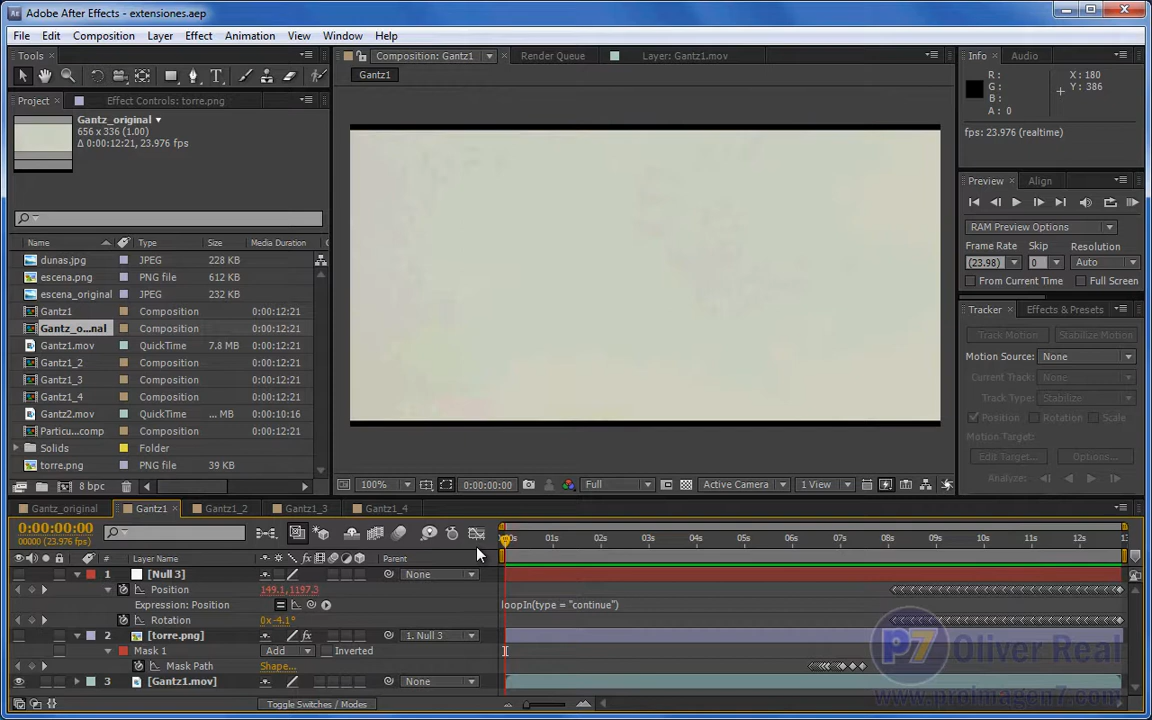 Adobe After Effects - extensiones.aep
File Edit Composition Layer Effect Animation View Window Help
Tools
Composition: Gantz1 Render Queue Layer: Gantz1.mov
Info Audio
Gantz1
R: X: 180
G: Y: 386
B:
A: 0
fps: 23.976 (realtime)
Project Effect Controls: torre.png
Gantz_original
656 x 336 (1.00)
Δ 0:00:12:21, 23.976 fps
Preview Align
RAM Preview Options
Frame Rate Skip Resolution
(23.98) 0 Auto
From Current Time Full Screen
Name Type Size Media Duration
dunas.jpg JPEG 228 KB
escena.png PNG file 612 KB
escena_original JPEG 232 KB
Gantz1 Composition 0:00:12:21
Gantz_o...nal Composition 0:00:12:21
Gantz1.mov QuickTime 7.8 MB 0:00:12:21
Gantz1_2 Composition 0:00:12:21
Gantz1_3 Composition 0:00:12:21
Gantz1_4 Composition 0:00:12:21
Gantz2.mov QuickTime ... MB 0:00:10:16
Particu...comp Composition 0:00:12:21
Solids Folder
torre.png PNG file 39 KB
8 bpc
Tracker Effects & Presets
Track Motion Stabilize Motion
Motion Source: None
Current Track: None
Track Type: Stabilize
Position Rotation Scale
Motion Target:
Edit Target... Options...
Analyze:
100% 0:00:00:00 Full Active Camera 1 View
Gantz_original Gantz1 Gantz1_2 Gantz1_3 Gantz1_4
0:00:00:00
00000 (23.976 fps)
01s 02s 03s 04s 05s 06s 07s 08s 09s 10s 11s 12s 13
# Layer Name Parent
1 [Null 3] None
Position 149.1,1197.3
Expression: Position loopIn(type = "continue")
Rotation 0x-4.1°
2 [torre.png] 1. Null 3
Mask 1 Add Inverted
Mask Path Shape...
3 [Gantz1.mov] None
Toggle Switches / Modes
P7 Oliver Real
www.proimagen7.com